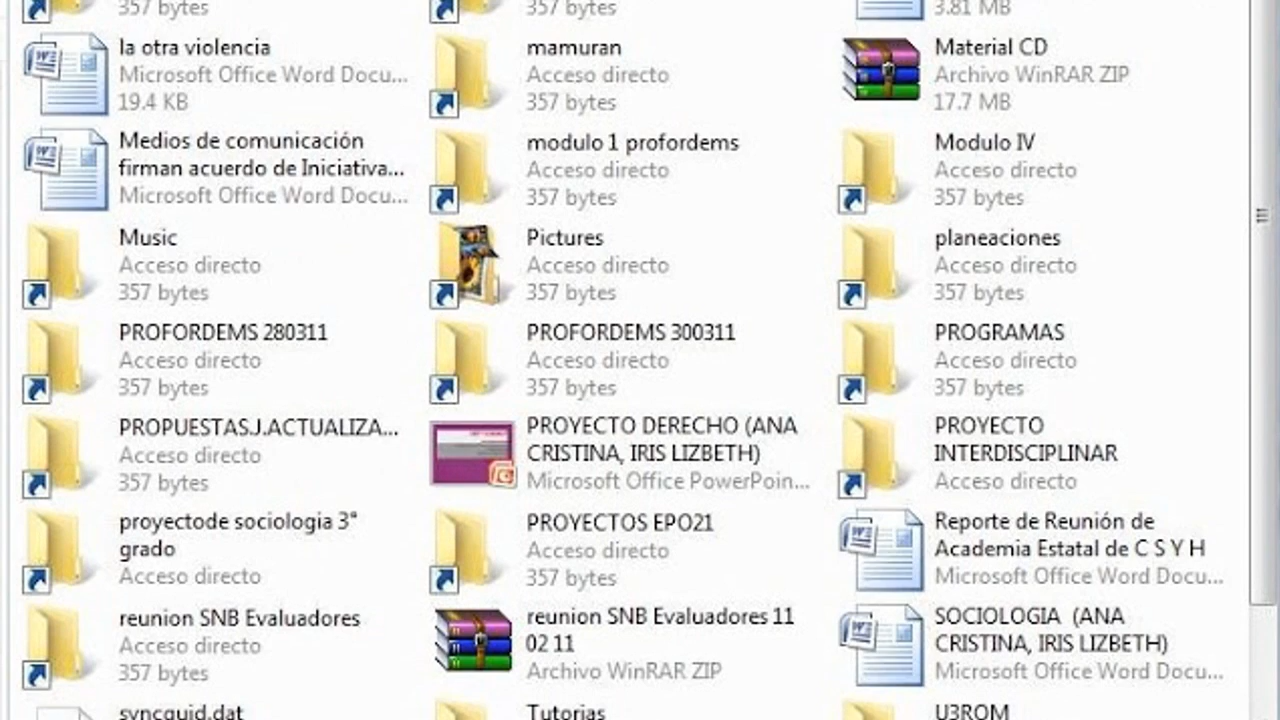 357 bytes
357 bytes
3.81 MB
la otra violencia
Microsoft Office Word Docu...
19.4 KB
mamuran
Acceso directo
357 bytes
Material CD
Archivo WinRAR ZIP
17.7 MB
Medios de comunicación
firman acuerdo de Iniciativa...
Microsoft Office Word Docu...
modulo 1 profordems
Acceso directo
357 bytes
Modulo IV
Acceso directo
357 bytes
Music
Acceso directo
357 bytes
Pictures
Acceso directo
357 bytes
planeaciones
Acceso directo
357 bytes
PROFORDEMS 280311
Acceso directo
357 bytes
PROFORDEMS 300311
Acceso directo
357 bytes
PROGRAMAS
Acceso directo
357 bytes
PROPUESTAS.J.ACTUALIZA...
Acceso directo
357 bytes
PROYECTO DERECHO (ANA
CRISTINA, IRIS LIZBETH)
Microsoft Office PowerPoin...
PROYECTO
INTERDISCIPLINAR
Acceso directo
proyectode sociologia 3°
grado
Acceso directo
PROYECTOS EPO21
Acceso directo
357 bytes
Reporte de Reunión de
Academia Estatal de C S Y H
Microsoft Office Word Docu...
reunion SNB Evaluadores
Acceso directo
357 bytes
reunion SNB Evaluadores 11
02 11
Archivo WinRAR ZIP
SOCIOLOGIA (ANA
CRISTINA, IRIS LIZBETH)
Microsoft Office Word Docu...
syncguid.dat
Tutorias
U3ROM